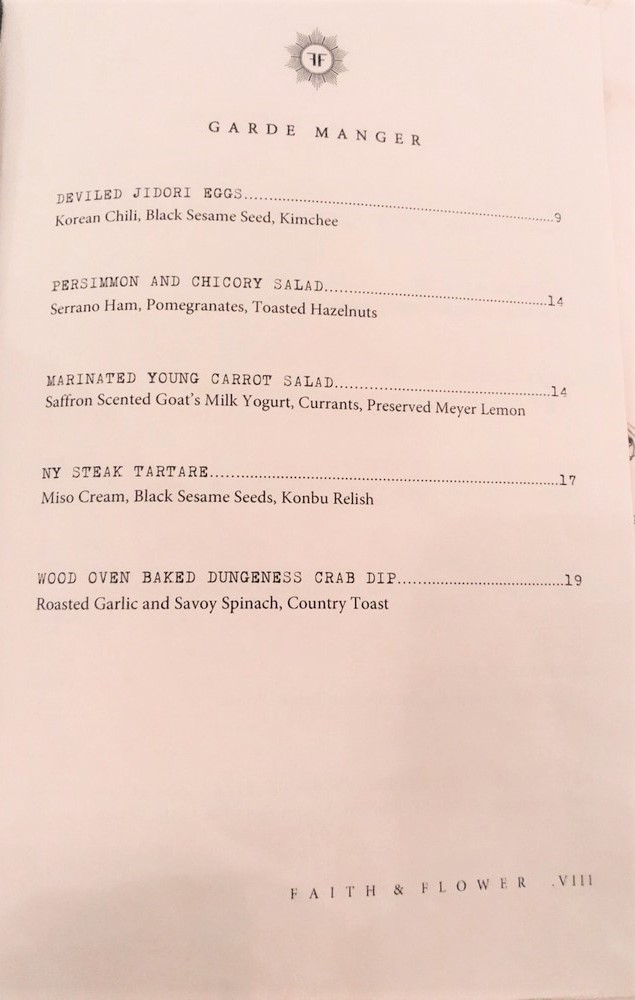 FF
GARDE MANGER
DEVILED JIDORI EGGS..........9
Korean Chili, Black Sesame Seed, Kimchee
PERSIMMON AND CHICORY SALAD..........14
Serrano Ham, Pomegranates, Toasted Hazelnuts
MARINATED YOUNG CARROT SALAD..........14
Saffron Scented Goat's Milk Yogurt, Currants, Preserved Meyer Lemon
NY STEAK TARTARE..........17
Miso Cream, Black Sesame Seeds, Konbu Relish
WOOD OVEN BAKED DUNGENESS CRAB DIP..........19
Roasted Garlic and Savoy Spinach, Country Toast
FAITH & FLOWER .VIII